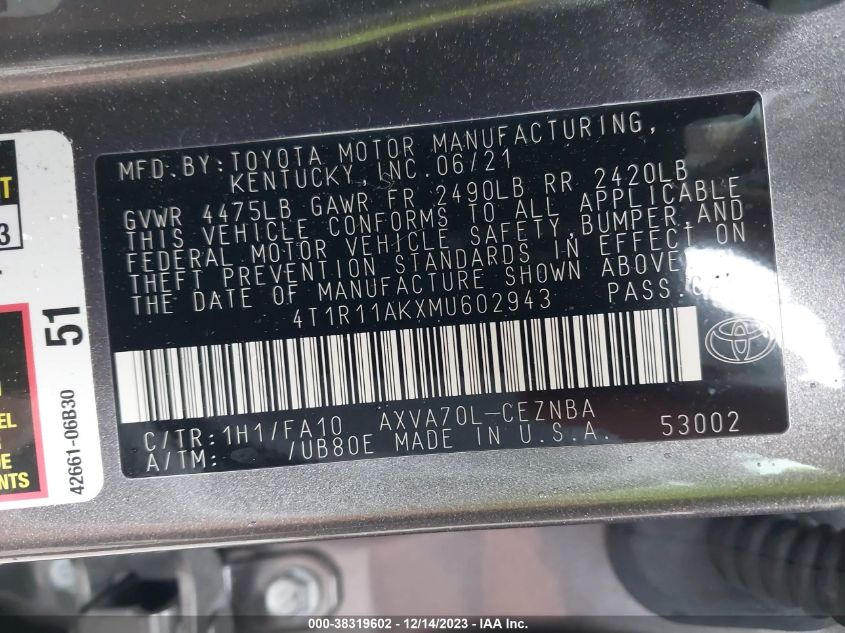 MFD.BY: TOYOTA MOTOR MANUFACTURING,
KENTUCKY, INC. 06/21
GVWR 4475LB GAWR FR 2490LB RR 2420LB
THIS VEHICLE CONFORMS TO ALL APPLICABLE
FEDERAL MOTOR VEHICLE SAFETY,BUMPER,AND
THEFT PREVENTION STANDARDS IN EFFECT ON
THE DATE OF MANUFACTURE SHOWN ABOVE.
4T1R11AKXMU602943 PASS.
C/TR: 1H1/FA10 AXVA70L-CEZNBA
A/TM: /UB80E MADE IN U.S.A. 53002
51
42661-06B30
000-38319602 - 12/14/2023 - IAA Inc.